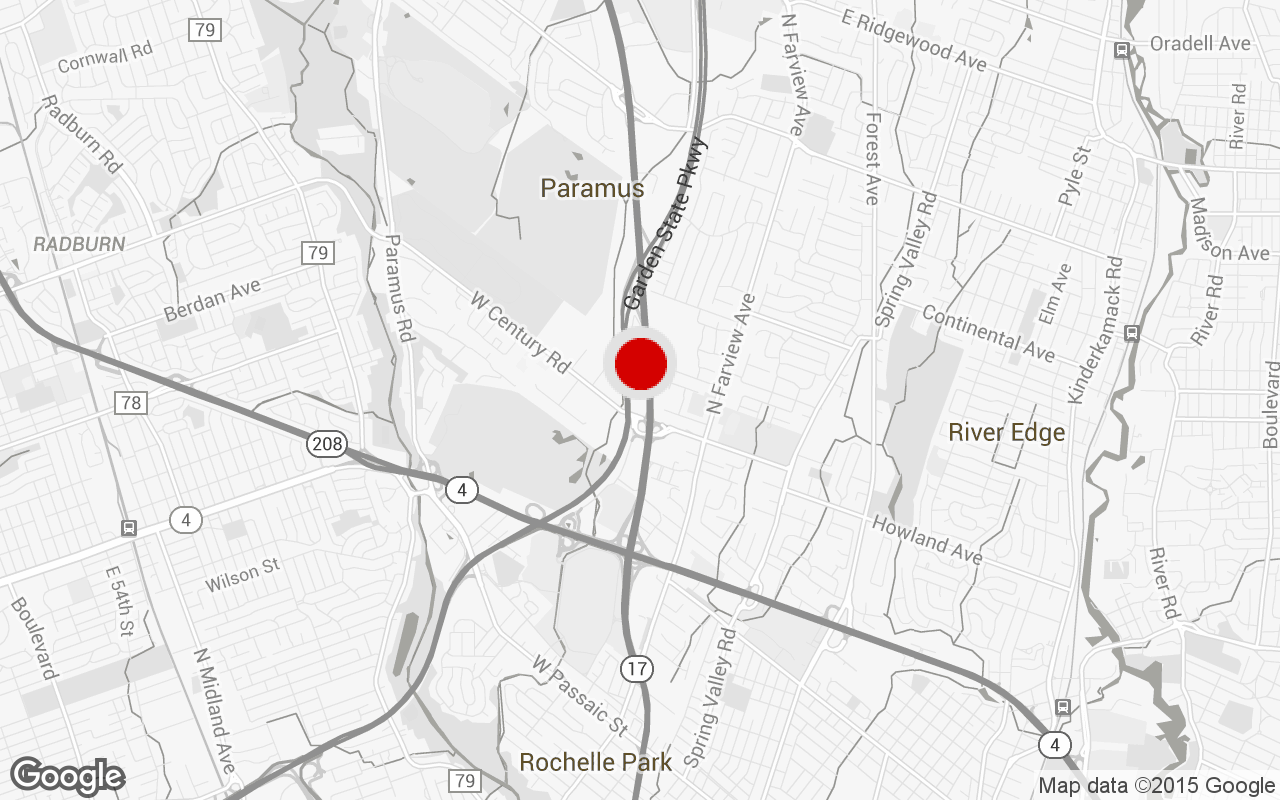 79
Cornwall Rd
N Farview Ave
E Ridgewood Ave
Oradell Ave
River Rd
Radburn Rd
Forest Ave
Pyle St
Garden State Pkwy
Paramus
RADBURN
79
Paramus Rd
Spring Valley Rd
Madison Ave
Berdan Ave
W Century Rd
N Farview Ave
Continental Ave
Elm Ave
Kinderkamack Rd
River Rd
78
208
River Edge
Boulevard
4
4
Howland Ave
Wilson St
E 54th St
River Rd
Boulevard
N Midland Ave
W Passaic St
17
Spring Valley Rd
4
Rochelle Park
79
Google
Map data ©2015 Google